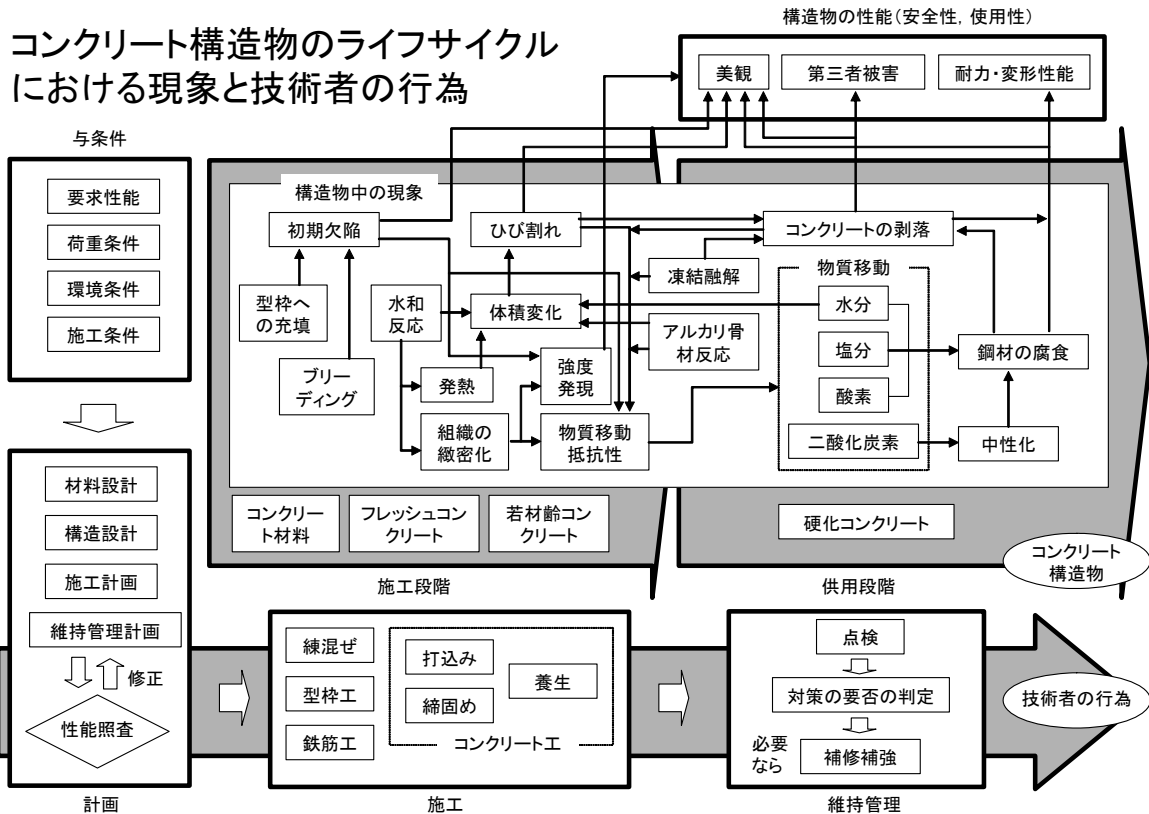 コンクリート構造物のライフサイクル
における現象と技術者の行為
構造物の性能(安全性, 使用性)
美観
第三者被害
耐力・変形性能
与条件
要求性能
荷重条件
環境条件
施工条件
構造物中の現象
初期欠陥
ひび割れ
コンクリートの剥落
型枠へ
の充填
ブリー
ディング
水和
反応
体積変化
発熱
組織の
緻密化
強度
発現
物質移動
抵抗性
凍結融解
アルカリ骨
材反応
物質移動
水分
塩分
酸素
二酸化炭素
鋼材の腐食
中性化
コンクリー
ト材料
フレッシュコン
クリート
若材齢コン
クリート
硬化コンクリート
コンクリート
構造物
施工段階
供用段階
材料設計
構造設計
施工計画
維持管理計画
修正
性能照査
計画
練混ぜ
型枠工
鉄筋工
打込み
締固め
養生
コンクリート工
施工
点検
対策の要否の判定
必要
なら
補修補強
維持管理
技術者の行為